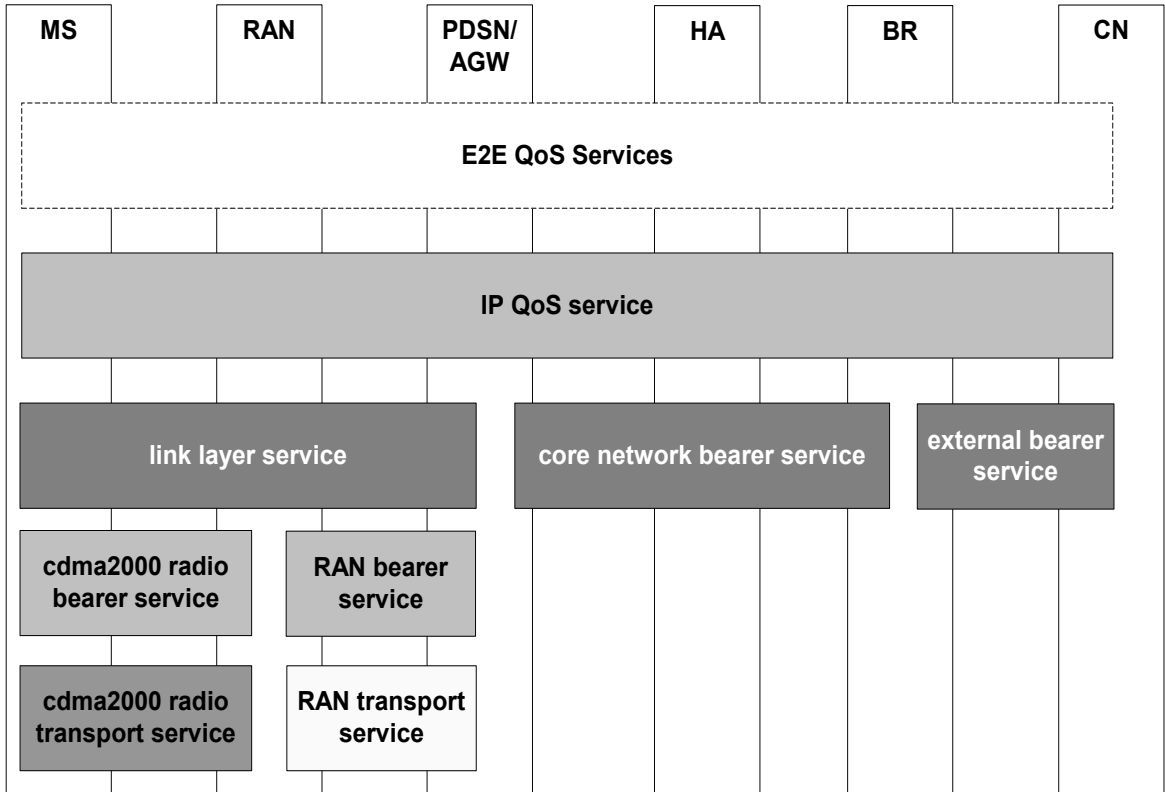 MS
RAN
PDSN/
AGW
HA
BR
CN
E2E QoS Services
IP QoS service
link layer service
core network bearer service
external bearer
service
cdma2000 radio
bearer service
RAN bearer
service
cdma2000 radio
transport service
RAN transport
service